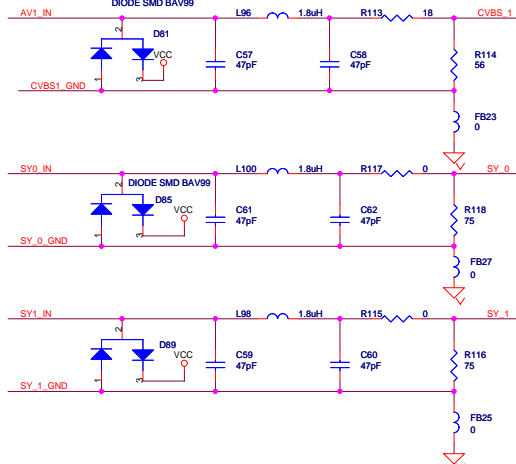 DIODE SMD BAV99
AV1_IN L96 1.8uH R113 18 CVBS_1
2 D81
VCC C57 C58 R114
47pF 47pF 56
1 3
CVBS1_GND
FB23
0
SY0_IN L100 1.8uH R117 0 SY_0
2 DIODE SMD BAV99
D85
VCC C61 C62 R118
47pF 47pF 75
1 3
SY_0_GND
FB27
0
SY1_IN L98 1.8uH R115 0 SY_1
2 D89
VCC C59 C60 R116
47pF 47pF 75
1 3
SY_1_GND
FB25
0